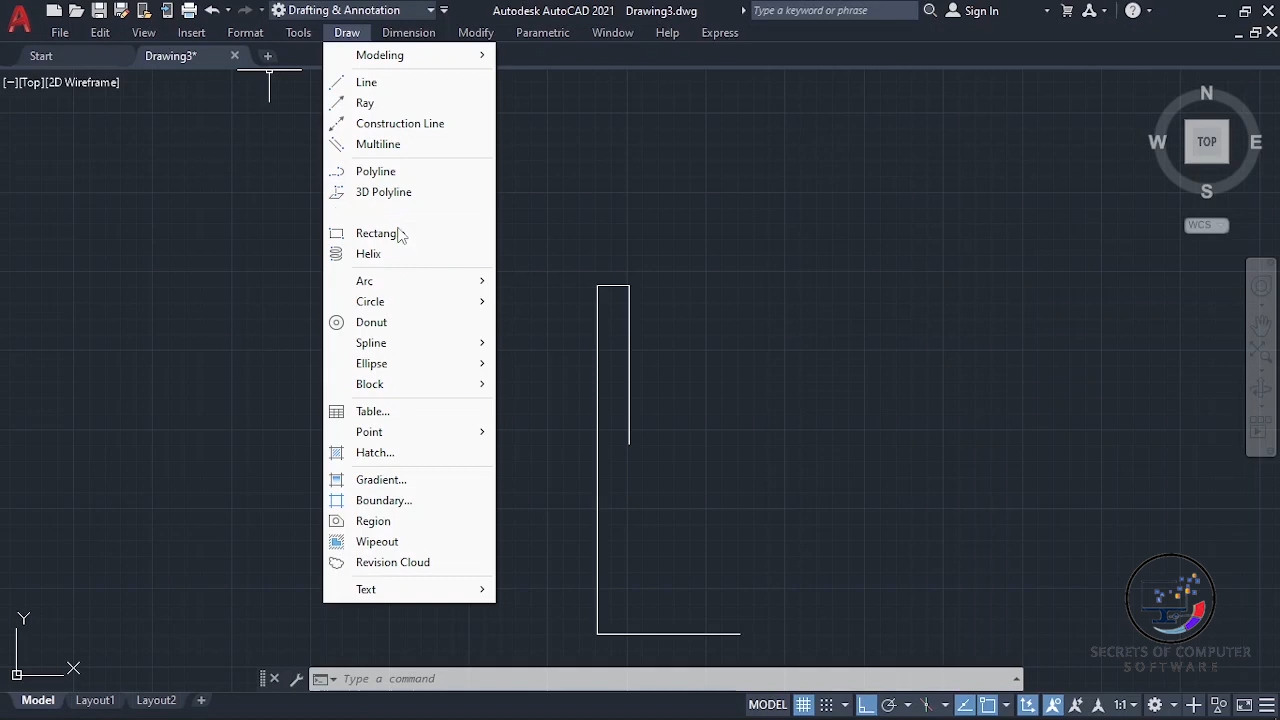 Drafting & Annotation
Autodesk AutoCAD 2021 Drawing3.dwg
Type a keyword or phrase
Sign In
File Edit View Insert Format Tools Draw Dimension Modify Parametric Window Help Express
Start
Drawing3*
[−][Top][2D Wireframe]
Modeling
Line
Ray
Construction Line
Multiline
Polyline
3D Polyline
Rectang
Helix
Arc
Circle
Donut
Spline
Ellipse
Block
Table...
Point
Hatch...
Gradient...
Boundary...
Region
Wipeout
Revision Cloud
Text
N
W
TOP
E
S
WCS
Y
X
SECRETS OF COMPUTER
SOFTWARE
Type a command
Model Layout1 Layout2
MODEL
1:1